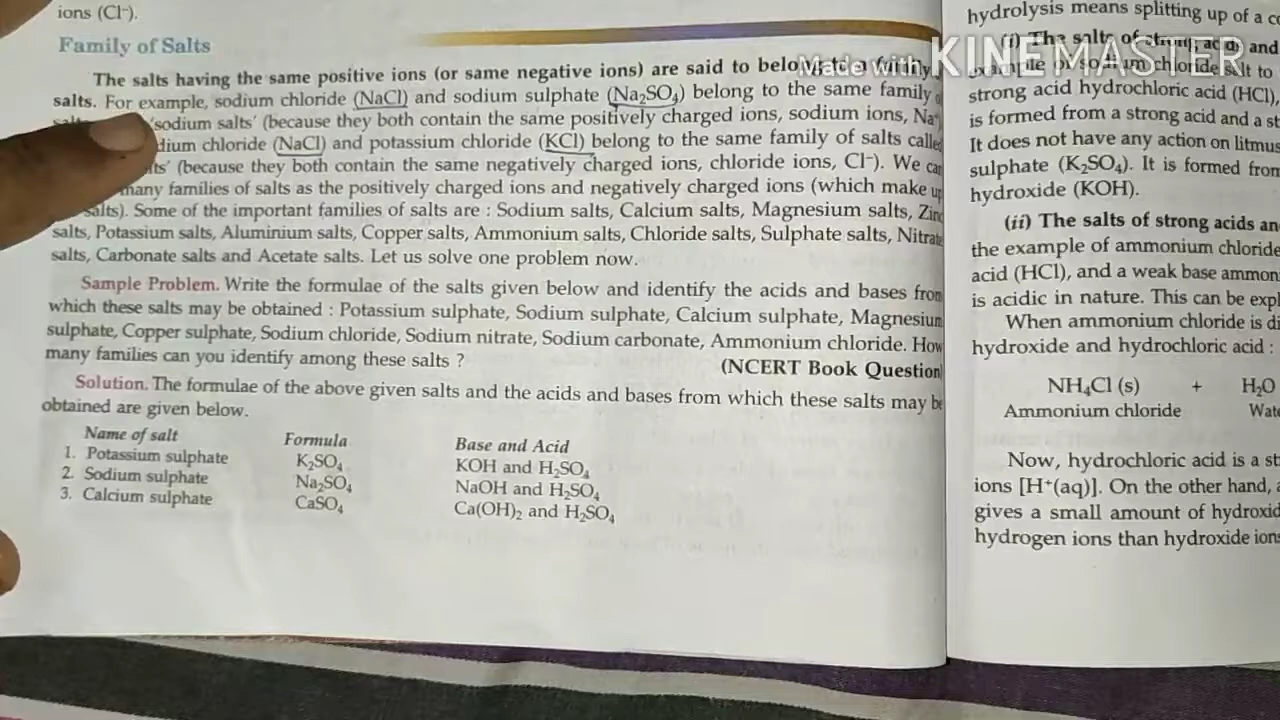 ions (Cl⁻).
Family of Salts
The salts having the same positive ions (or same negative ions) are said to belong to a family
salts. For example, sodium chloride (NaCl) and sodium sulphate (Na₂SO₄) belong to the same family
'sodium salts' (because they both contain the same positively charged ions, sodium ions, Na⁺)
chloride (NaCl) and potassium chloride (KCl) belong to the same family of salts called
(because they both contain the same negatively charged ions, chloride ions, Cl⁻). We can
many families of salts as the positively charged ions and negatively charged ions (which make up
salts). Some of the important families of salts are : Sodium salts, Calcium salts, Magnesium salts, Zinc
salts, Potassium salts, Aluminium salts, Copper salts, Ammonium salts, Chloride salts, Sulphate salts, Nitrate
salts, Carbonate salts and Acetate salts. Let us solve one problem now.
Sample Problem. Write the formulae of the salts given below and identify the acids and bases from
which these salts may be obtained : Potassium sulphate, Sodium sulphate, Calcium sulphate, Magnesium
sulphate, Copper sulphate, Sodium chloride, Sodium nitrate, Sodium carbonate, Ammonium chloride. How
many families can you identify among these salts ? (NCERT Book Question
Solution. The formulae of the above given salts and the acids and bases from which these salts may be
obtained are given below.
Name of salt Formula Base and Acid
1. Potassium sulphate K₂SO₄ KOH and H₂SO₄
2. Sodium sulphate Na₂SO₄ NaOH and H₂SO₄
3. Calcium sulphate CaSO₄ Ca(OH)₂ and H₂SO₄
hydrolysis means splitting up of a
(i) The salts of strong acids and
example of sodium chloride salt to
strong acid hydrochloric acid (HCl),
is formed from a strong acid and a
It does not have any action on litmus
sulphate (K₂SO₄). It is formed from
hydroxide (KOH).
(ii) The salts of strong acids
the example of ammonium chloride
acid (HCl), and a weak base
is acidic in nature. This can be
When ammonium chloride is
hydroxide and hydrochloric acid :
NH₄Cl (s) + H₂O
Ammonium chloride
Now, hydrochloric acid is a
ions [H⁺(aq)]. On the other hand,
gives a small amount of
hydrogen ions than hydroxide ions
Made with KINEMASTER